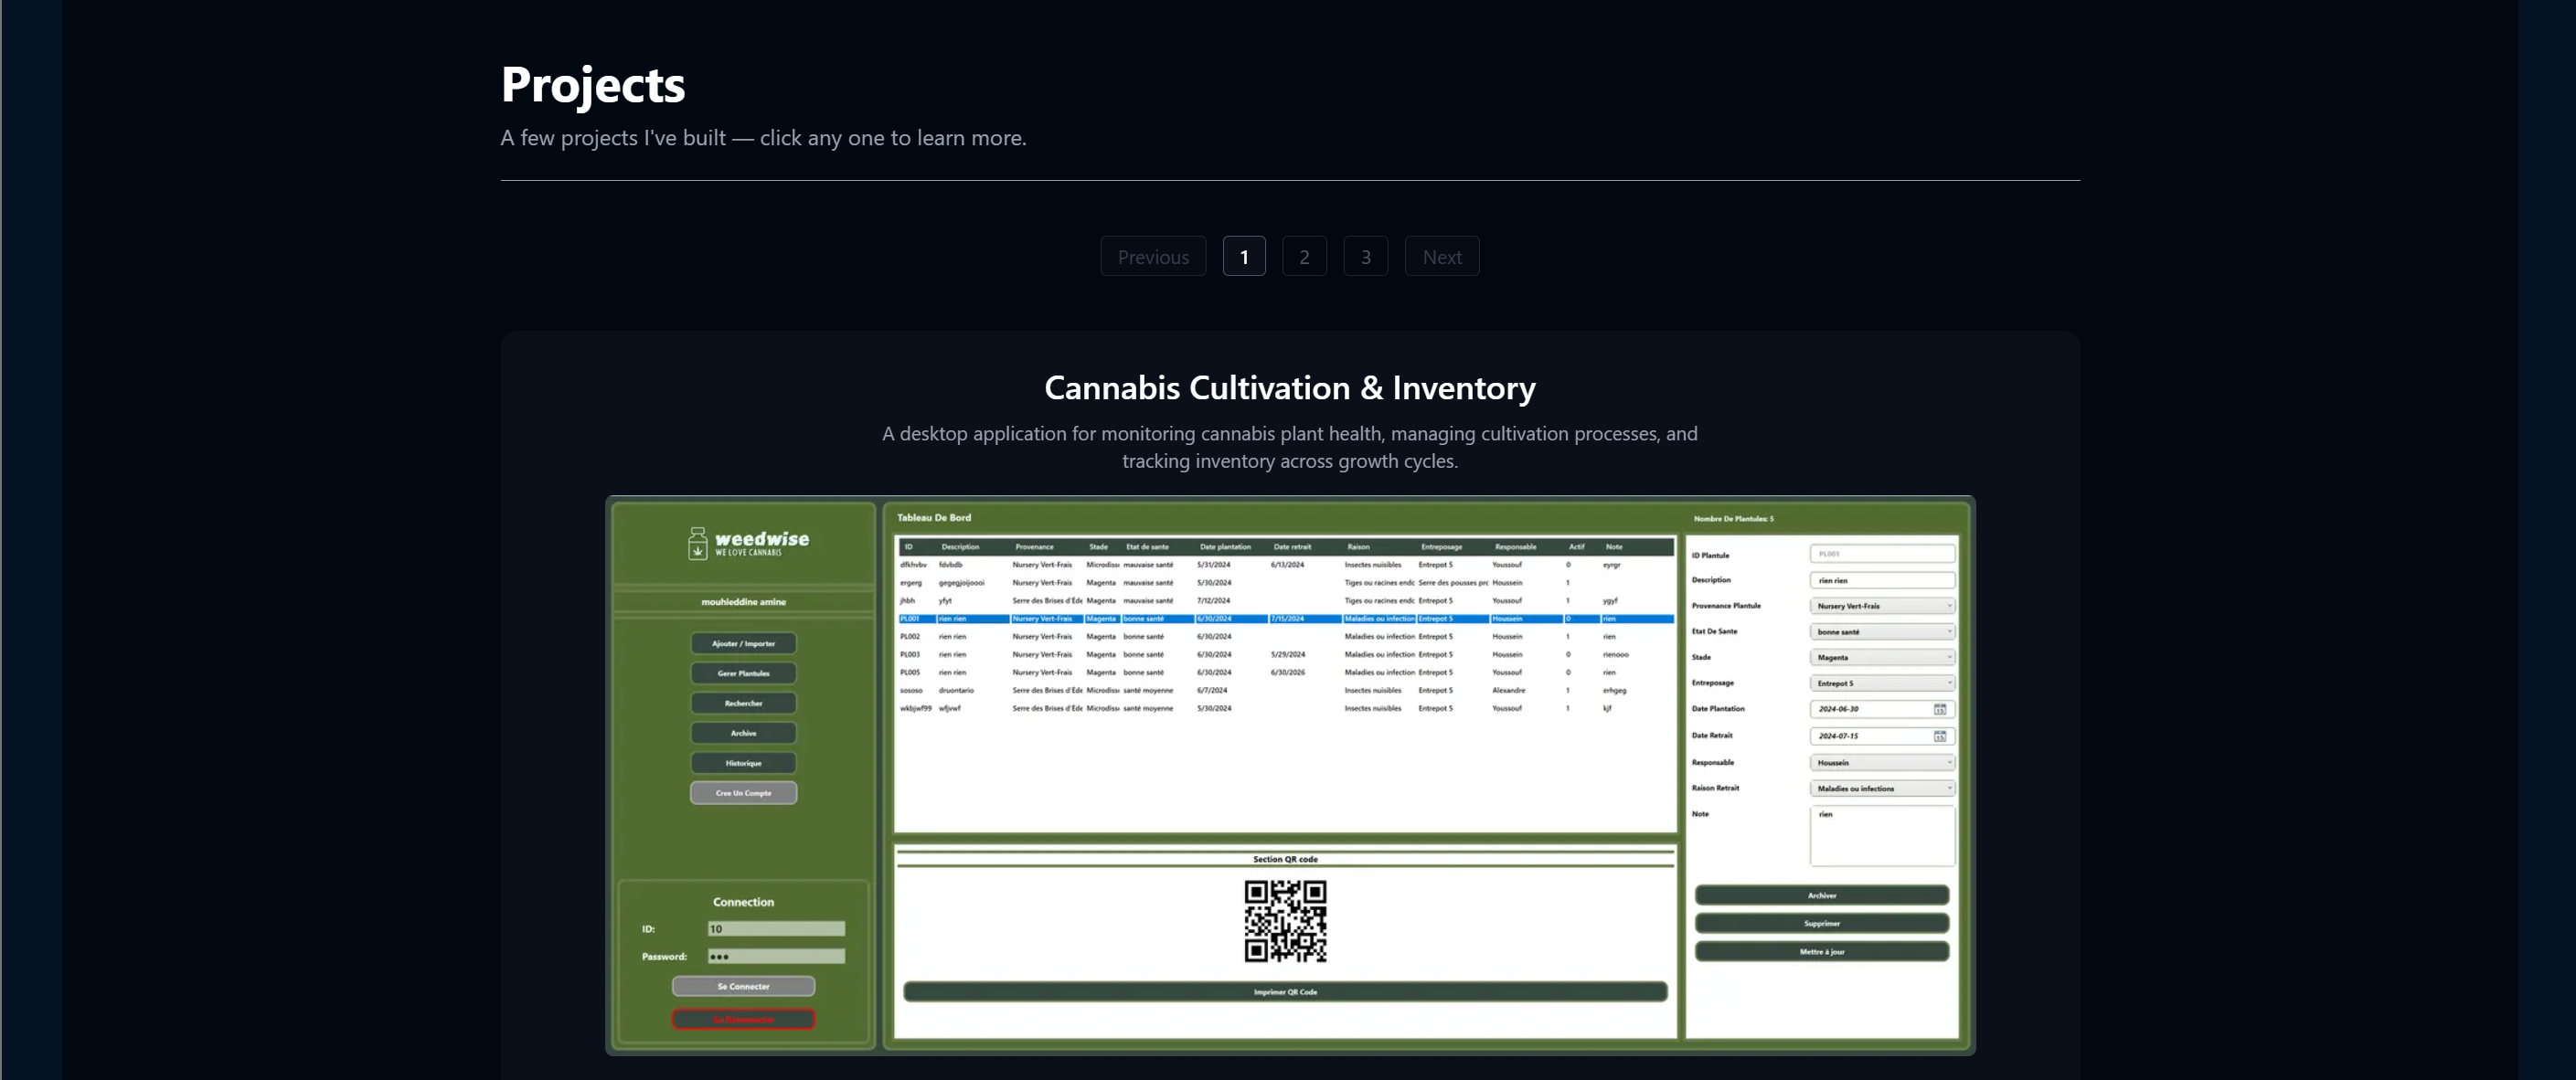 Projects
A few projects I've built — click any one to learn more.
Previous 1 2 3 Next
Cannabis Cultivation & Inventory
A desktop application for monitoring cannabis plant health, managing cultivation processes, and
tracking inventory across growth cycles.
weedwise
WE LOVE CANNABIS
mouhieddine amine
Ajouter / Importer
Gerer Plantules
Rechercher
Archive
Historique
Cree Un Compte
Connection
ID: 10
Password: •••
Se Connecter
Tableau De Bord
ID Description Provenance Stade Etat de sante Date plantation Date retrait Raison Entreposage Responsable Actif Note
dfkhvbv fdvbdb Nursery Vert-Frais Microdiss mauvaise santé 5/31/2024 6/13/2024 Insectes nuisibles Entrepot 5 Youssouf 0 eyrgr
ergerg gegegjoijoooi Nursery Vert-Frais Magenta mauvaise santé 5/30/2024 Tiges ou racines endc Serre des pousses prc Houssein 1
jhbh yfyt Serre des Brises d'Ede Magenta mauvaise santé 7/12/2024 Tiges ou racines endc Entrepot 5 Youssouf 1 ygyf
PL001 rien rien Nursery Vert-Frais Magenta bonne santé 6/30/2024 7/15/2024 Maladies ou infection Entrepot 5 Houssein 0 rien
PL002 rien rien Nursery Vert-Frais Magenta bonne santé 6/30/2024 Maladies ou infection Entrepot 5 Houssein 1 rien
PL003 rien rien Nursery Vert-Frais Magenta bonne santé 6/30/2024 5/29/2024 Maladies ou infection Entrepot 5 Houssein 0 rienooo
PL005 rien rien Nursery Vert-Frais Magenta bonne santé 6/30/2024 6/30/2026 Maladies ou infection Entrepot 5 Youssouf 0 rien
sososo druontario Serre des Brises d'Ede Microdiss santé moyenne 6/7/2024 Insectes nuisibles Entrepot 5 Alexandre 1 erhgeg
wkbjwf99 wfjvwf Serre des Brises d'Ede Microdiss santé moyenne 5/30/2024 Insectes nuisibles Entrepot 5 Youssouf 1 kjf
Section QR code
Imprimer QR Code
Nombre De Plantules: 5
ID Plantule PL001
Description rien rien
Provenance Plantule Nursery Vert-Frais
Etat De Sante bonne santé
Stade Magenta
Entreposage Entrepot 5
Date Plantation 2024-06-30
Date Retrait 2024-07-15
Responsable Houssein
Raison Retrait Maladies ou infections
Note rien
Archiver
Supprimer
Mettre à jour